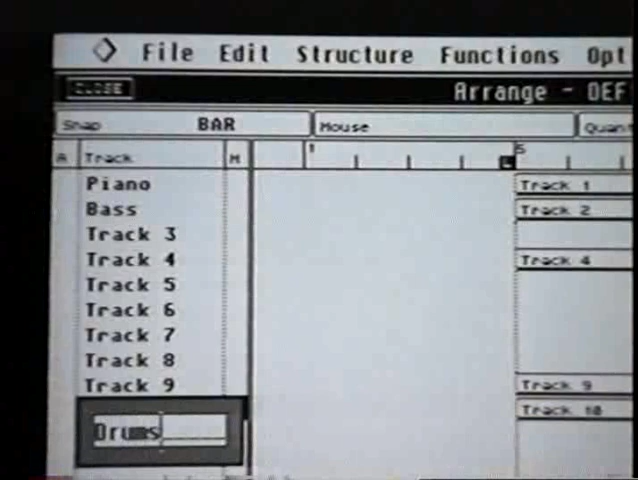 File Edit Structure Functions Opt
CLOSE Arrange - DEF
Snap BAR Mouse Quan
A Track M 1 5
Piano Track 1
Bass Track 2
Track 3
Track 4 Track 4
Track 5
Track 6
Track 7
Track 8
Track 9 Track 9
Track 10
Drums